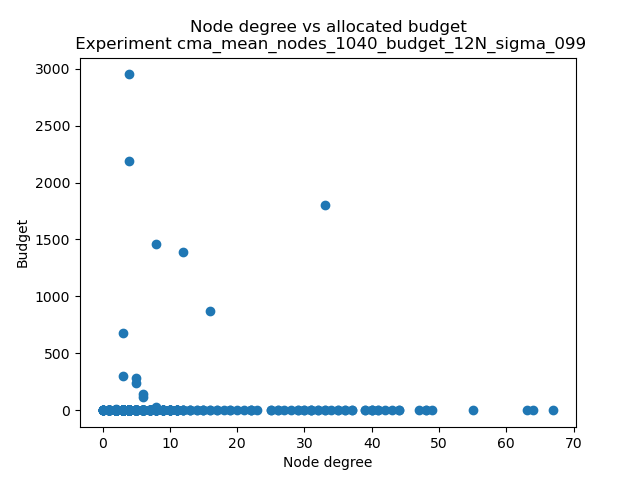 Node degree vs allocated budget
Experiment cma_mean_nodes_1040_budget_12N_sigma_099
3000
2500
2000
1500
1000
500
0
Budget
0 10 20 30 40 50 60 70
Node degree